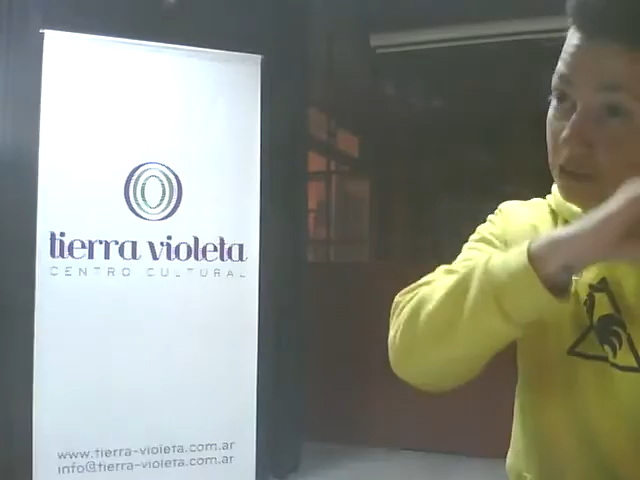 tierra violeta
CENTRO CULTURAL
www.tierra-violeta.com.ar
info@tierra-violeta.com.ar